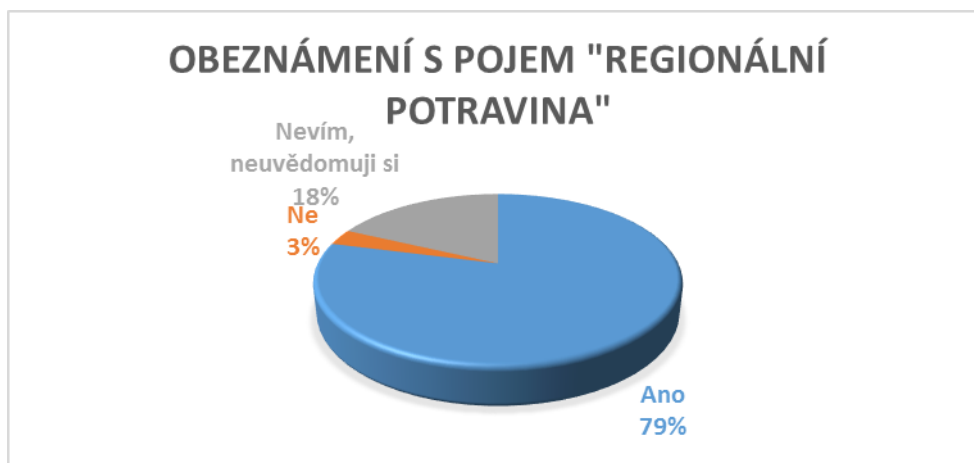 OBEZNÁMENÍ S POJEM "REGIONÁLNÍ
POTRAVINA"
Nevím,
neuvědomuji si
18%
Ne
3%
Ano
79%